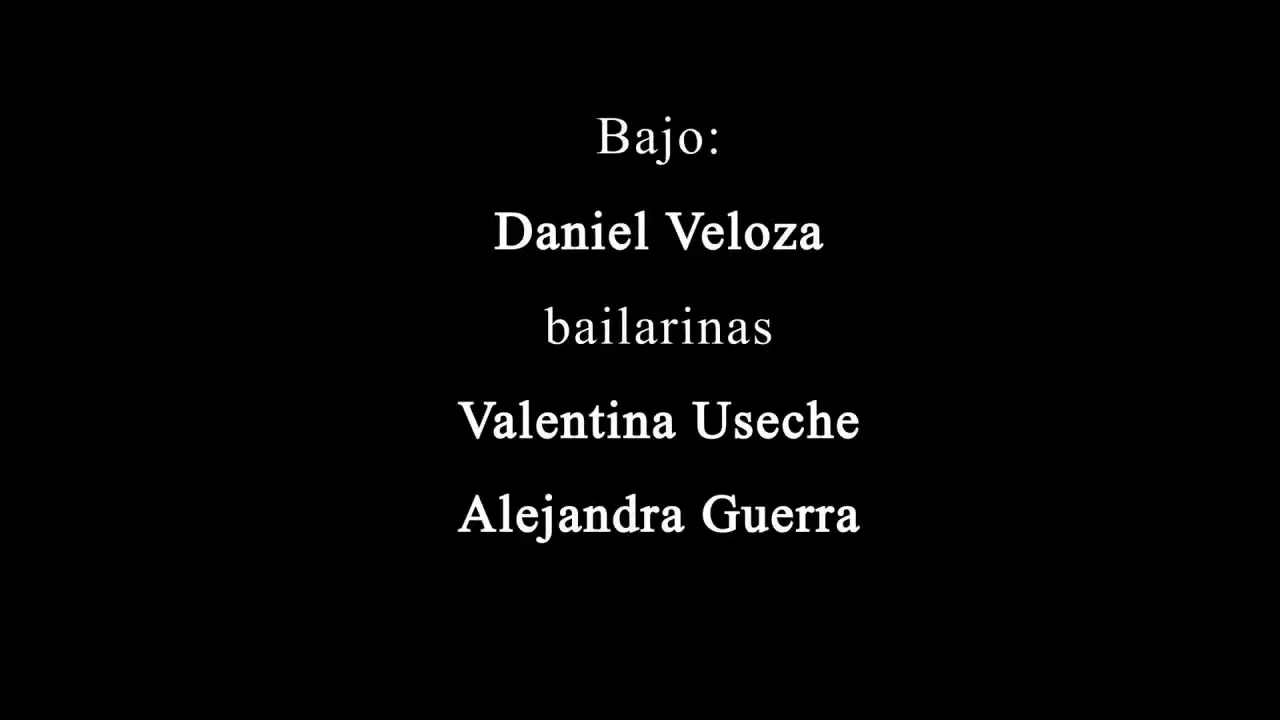 Bajo:
Daniel Veloza
bailarinas
Valentina Useche
Alejandra Guerra